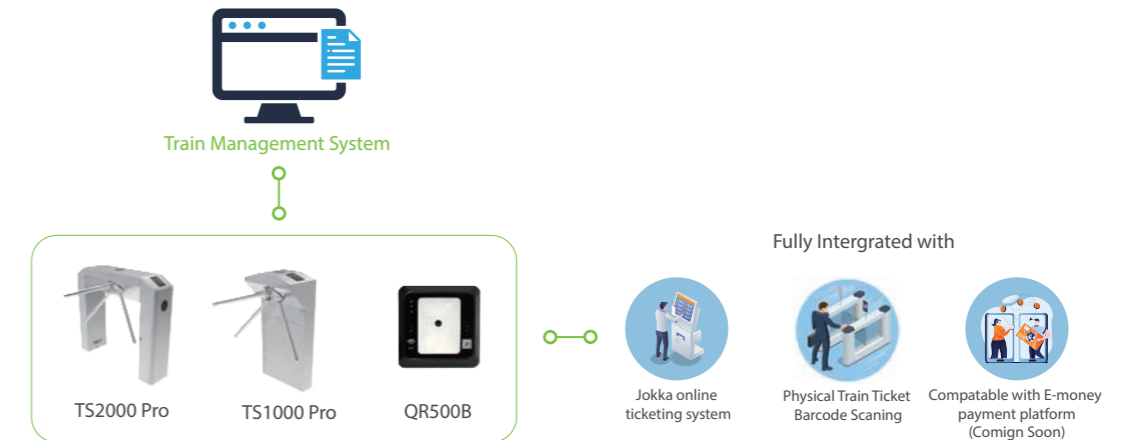 Train Management System
Fully Intergrated with
TS2000 Pro
TS1000 Pro
QR500B
Jokka online
ticketing system
Physical Train Ticket
Barcode Scaning
Compatable with E-money
payment platform
(Comign Soon)